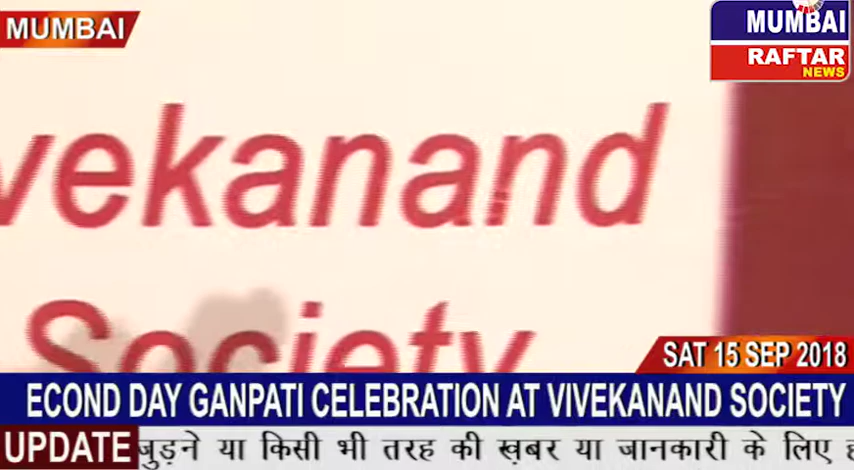 MUMBAI
MUMBAI
RAFTAR
NEWS
vekanand
Society
SAT 15 SEP 2018
ECOND DAY GANPATI CELEBRATION AT VIVEKANAND SOCIETY
UPDATE जुड़ने या किसी भी तरह की ख़बर या जानकारी के लिए